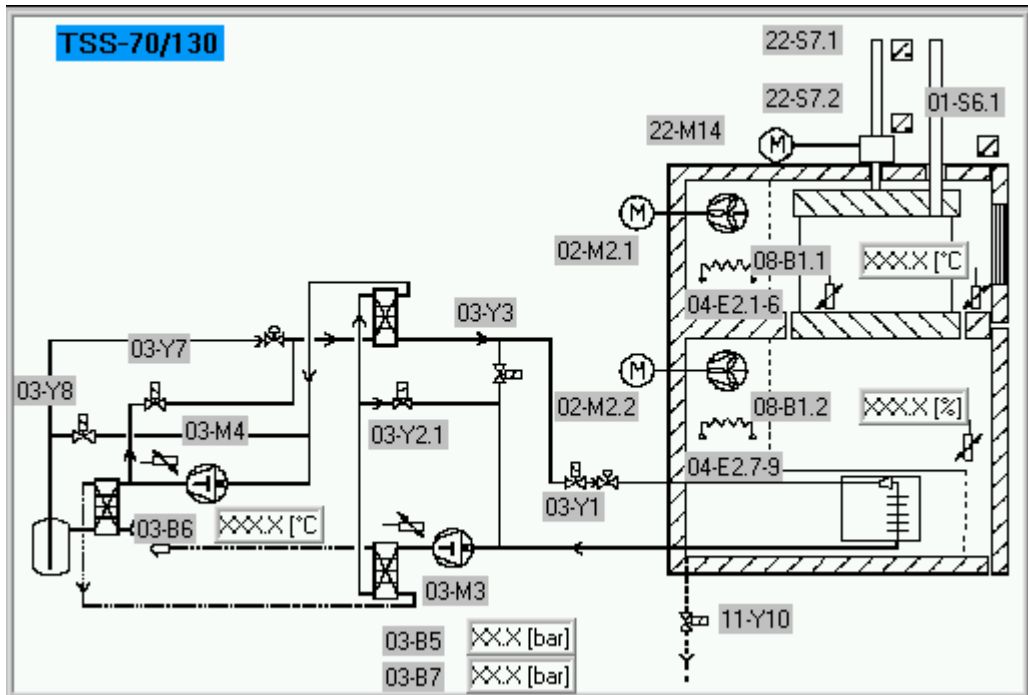 TSS-70/130
22-S7.1
22-S7.2
01-S6.1
22-M14
M
M
02-M2.1
08-B1.1
XXX.X [°C
04-E2.1-6
03-Y3
03-Y7
03-Y8
M
02-M2.2
08-B1.2
XXX.X [%]
03-M4
03-Y2.1
04-E2.7-9
03-Y1
03-B6
XXX.X [°C
03-M3
11-Y10
03-B5
XX.X [bar]
03-B7
XX.X [bar]